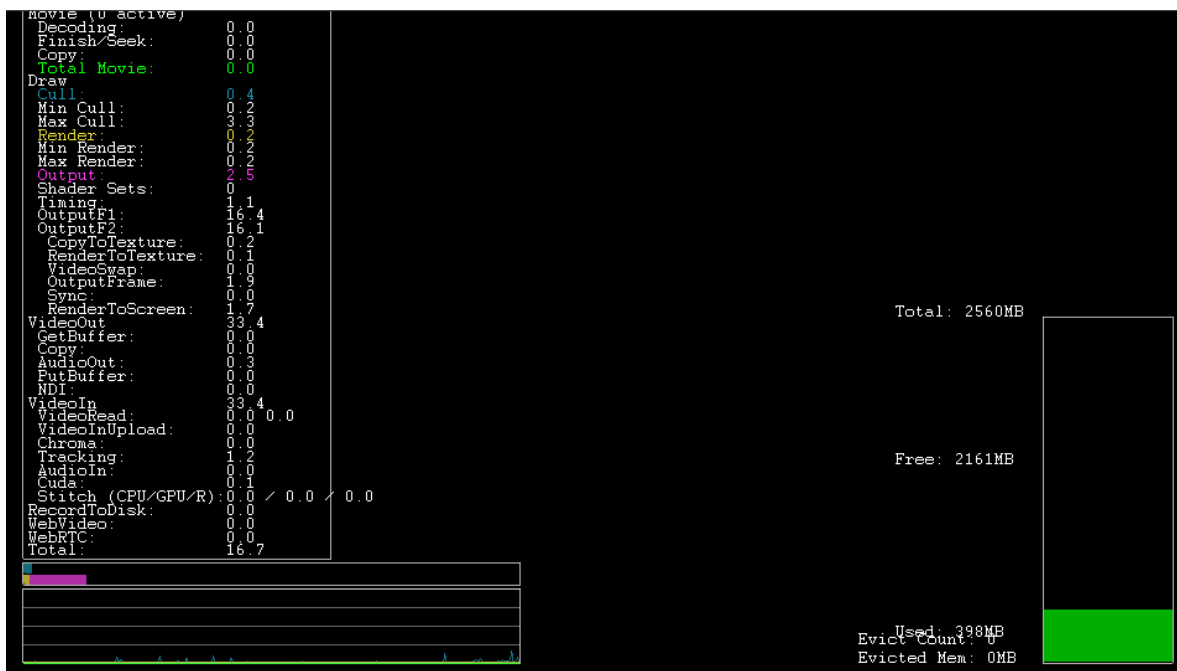 Movie (0 active)
Decoding: 0.0
Finish/Seek: 0.0
Copy: 0.0
Total Movie: 0.0
Draw
Cull: 0.4
Min Cull: 0.2
Max Cull: 3.3
Render: 0.2
Min Render: 0.2
Max Render: 0.2
Output: 2.5
Shader Sets: 0
Timing: 1.1
OutputF1: 16.4
OutputF2: 16.1
CopyToTexture: 0.2
RenderToTexture: 0.1
VideoSwap: 0.0
OutputFrame: 1.9
Sync: 0.0
RenderToScreen: 1.7
VideoOut 33.4
GetBuffer: 0.0
Copy: 0.0
AudioOut: 0.3
PutBuffer: 0.0
NDI: 0.0
VideoIn 33.4
VideoRead: 0.0 0.0
VideoInUpload: 0.0
Chroma: 0.0
Tracking: 1.2
AudioIn: 0.0
Cuda: 0.1
Stitch (CPU/GPU/R): 0.0 / 0.0 / 0.0
RecordToDisk: 0.0
WebVideo: 0.0
WebRTC: 0.0
Total: 16.7
Total: 2560MB
Free: 2161MB
Used: 398MB
Evict Count: 0
Evicted Mem: 0MB